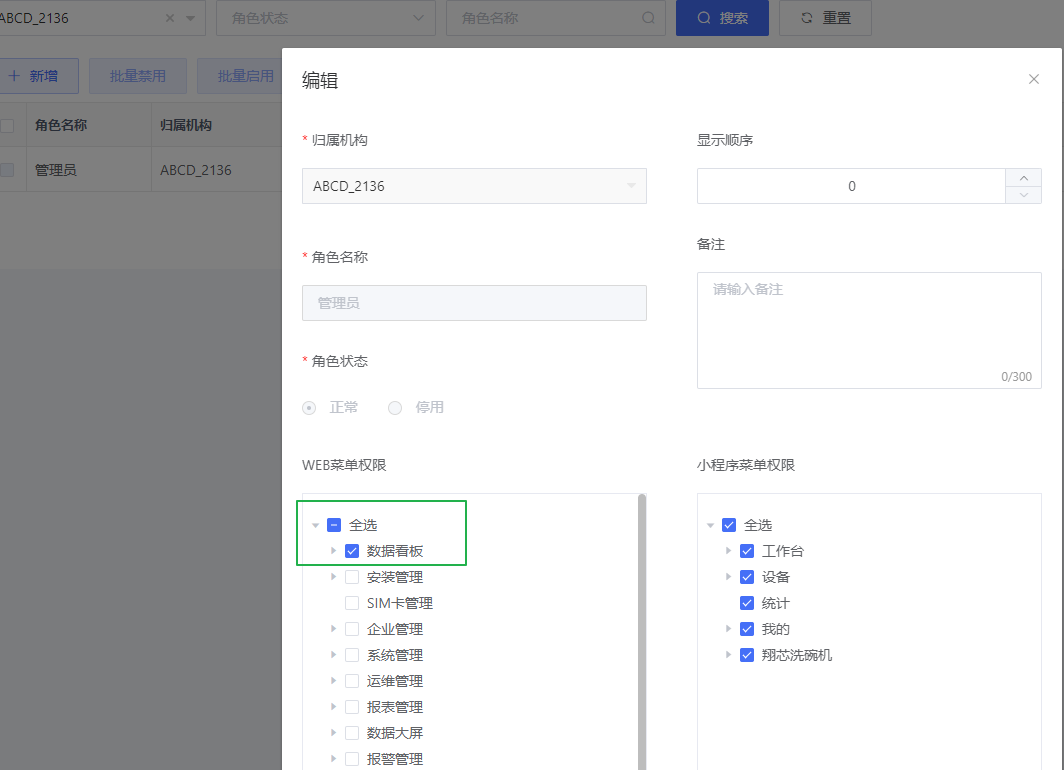 ABCD_2136
角色状态
角色名称
搜索
重置
新增
批量禁用
批量启用
角色名称
归属机构
管理员
ABCD_2136
编辑
* 归属机构
ABCD_2136
* 角色名称
管理员
* 角色状态
正常
停用
显示顺序
0
备注
请输入备注
0/300
WEB菜单权限
全选
数据看板
安装管理
SIM卡管理
企业管理
系统管理
运维管理
报表管理
数据大屏
报警管理
小程序菜单权限
全选
工作台
设备
统计
我的
翔芯洗碗机